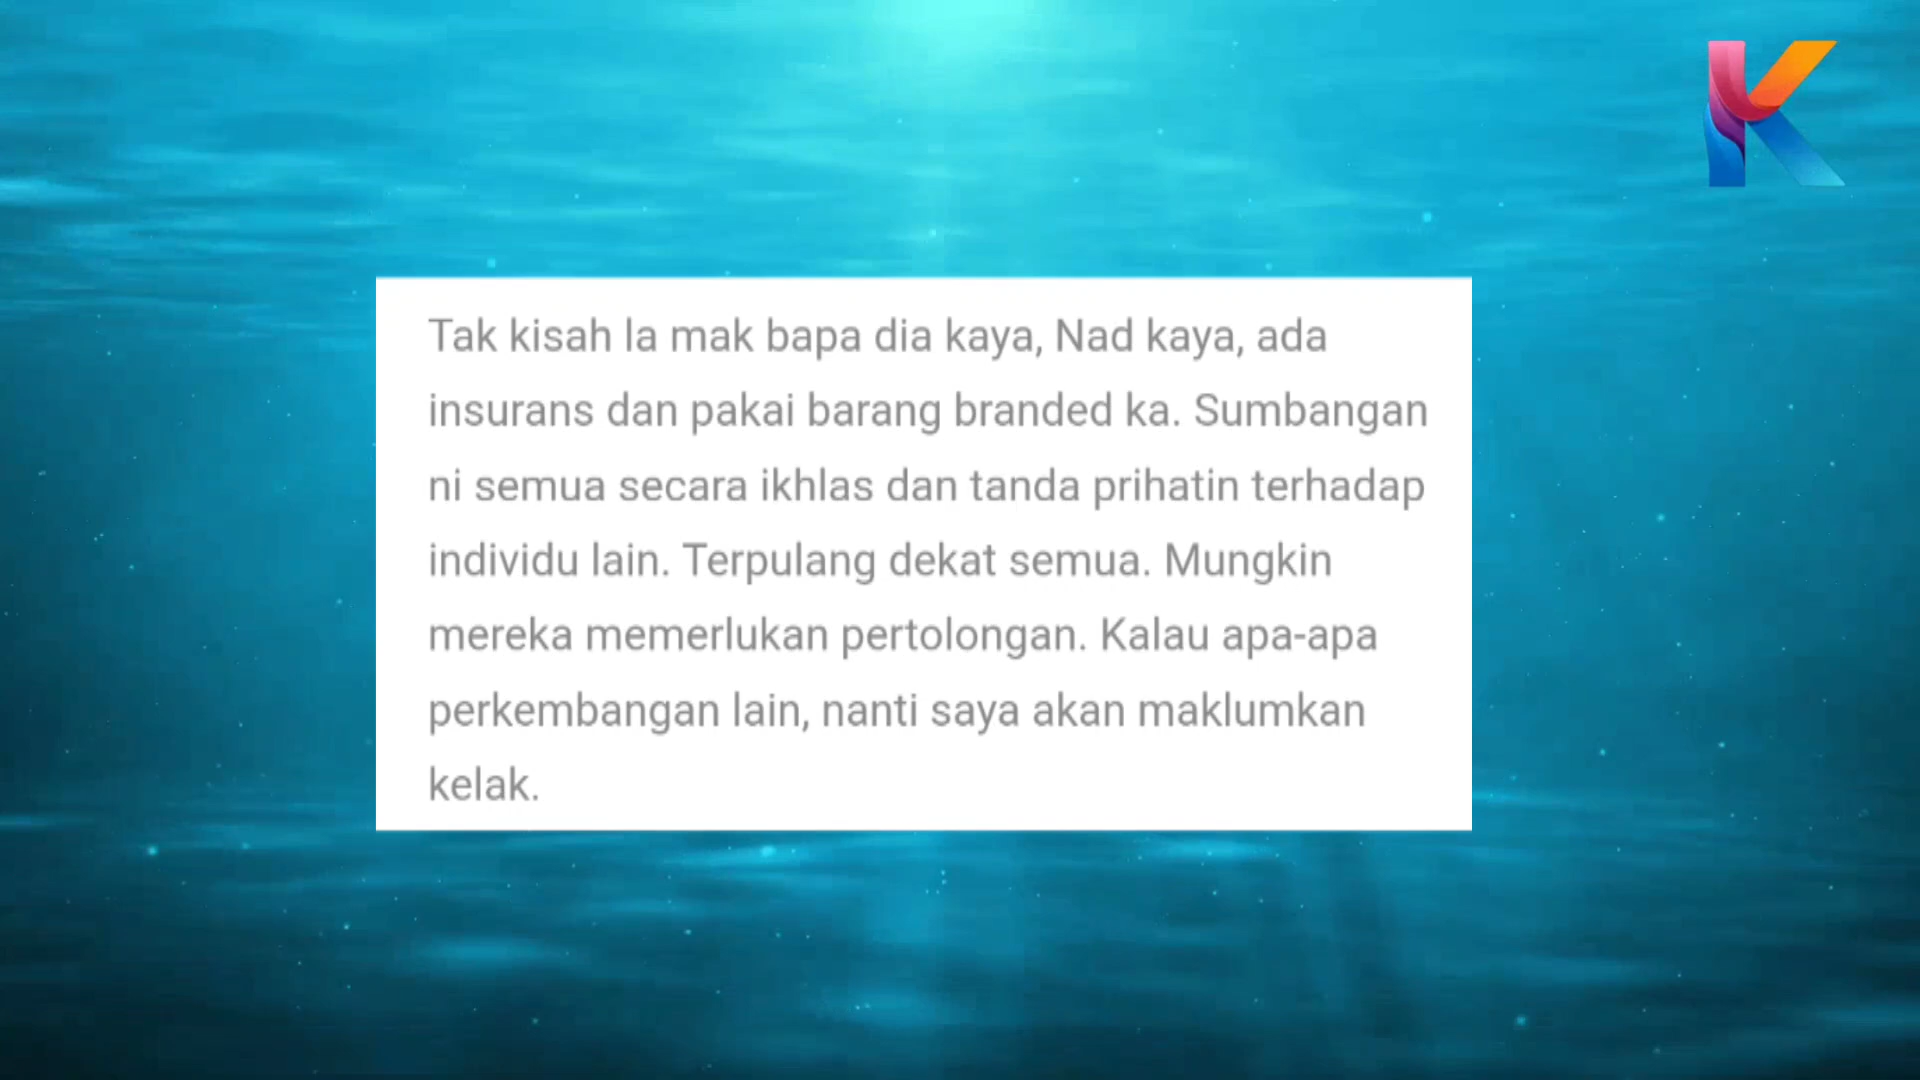 Tak kisah la mak bapa dia kaya, Nad kaya, ada
insurans dan pakai barang branded ka. Sumbangan
ni semua secara ikhlas dan tanda prihatin terhadap
individu lain. Terpulang dekat semua. Mungkin
mereka memerlukan pertolongan. Kalau apa-apa
perkembangan lain, nanti saya akan maklumkan
kelak.
K